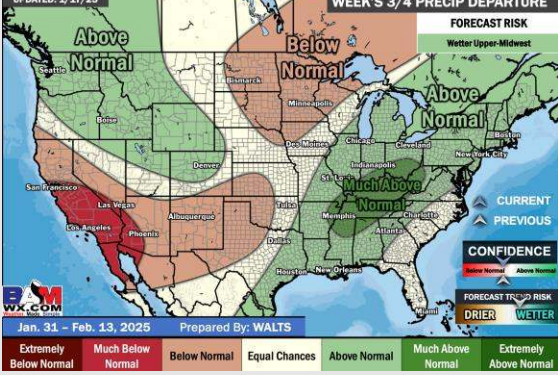 UPDATED: 1/17/25
WEEK'S 3/4 PRECIP DEPARTURE
FORECAST RISK
Wetter Upper-Midwest
Above
Normal
Below
Normal
Above
Normal
Much Above
Normal
Seattle
Bismarck
Minneapolis
Boise
Boston
Chicago
Cleveland
New York City
Des Moines
Denver
Indianapolis
St. Lo
San Francisco
Las Vegas
Tulsa
Memphis
Charlotte
Los Angeles
Phoenix
Albuquerque
Atlanta
Dallas
Houston
New Orleans
Miami
CURRENT
PREVIOUS
CONFIDENCE
Below Normal
Above Normal
FORECAST TREND RISK
DRIER
WETTER
BAM
WX.COM
Jan. 31 – Feb. 13, 2025
Prepared By: WALTS
Extremely
Below Normal
Much Below
Normal
Below Normal
Equal Chances
Above Normal
Much Above
Normal
Extremely
Above Normal